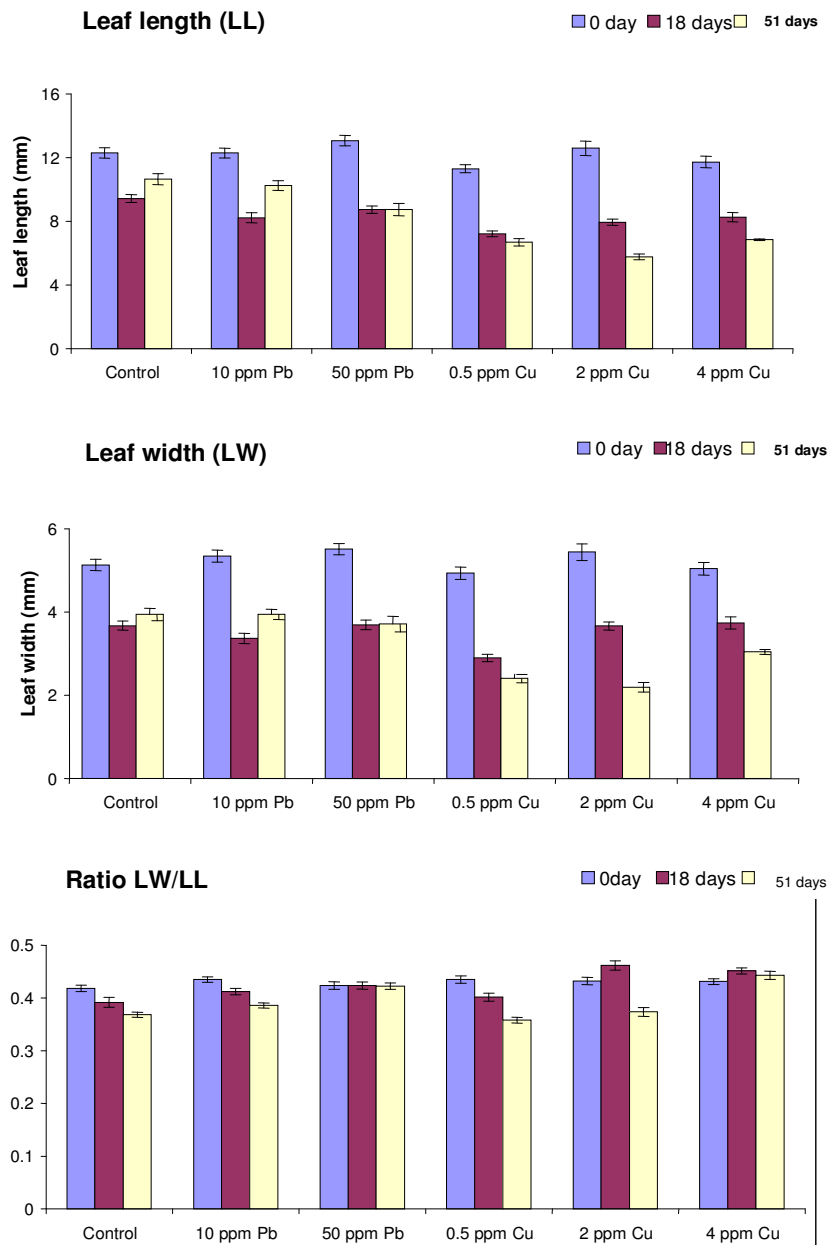 Leaf length (LL)
0 day 18 days 51 days
Leaf length (mm)
16
12
8
4
0
Control 10 ppm Pb 50 ppm Pb 0.5 ppm Cu 2 ppm Cu 4 ppm Cu
Leaf width (LW)
0 day 18 days 51 days
Leaf width (mm)
6
4
2
0
Control 10 ppm Pb 50 ppm Pb 0.5 ppm Cu 2 ppm Cu 4 ppm Cu
Ratio LW/LL
0day 18 days 51 days
0.5
0.4
0.3
0.2
0.1
0
Control 10 ppm Pb 50 ppm Pb 0.5 ppm Cu 2 ppm Cu 4 ppm Cu